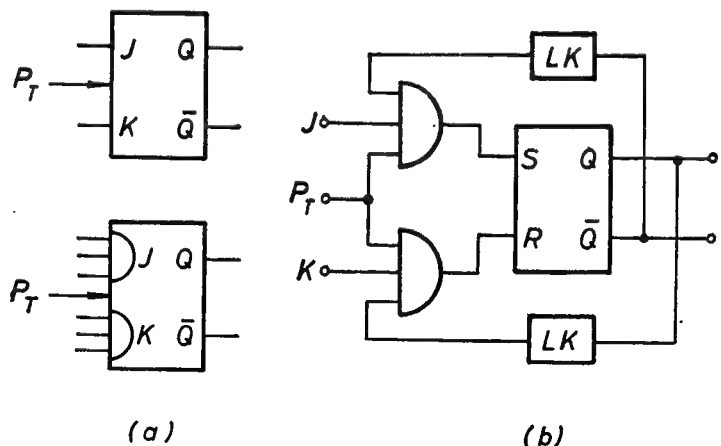 J Q
P_T
K Q̄
J Q
P_T
K Q̄
(a)
LK
J
S Q
P_T
R Q̄
K
LK
(b)